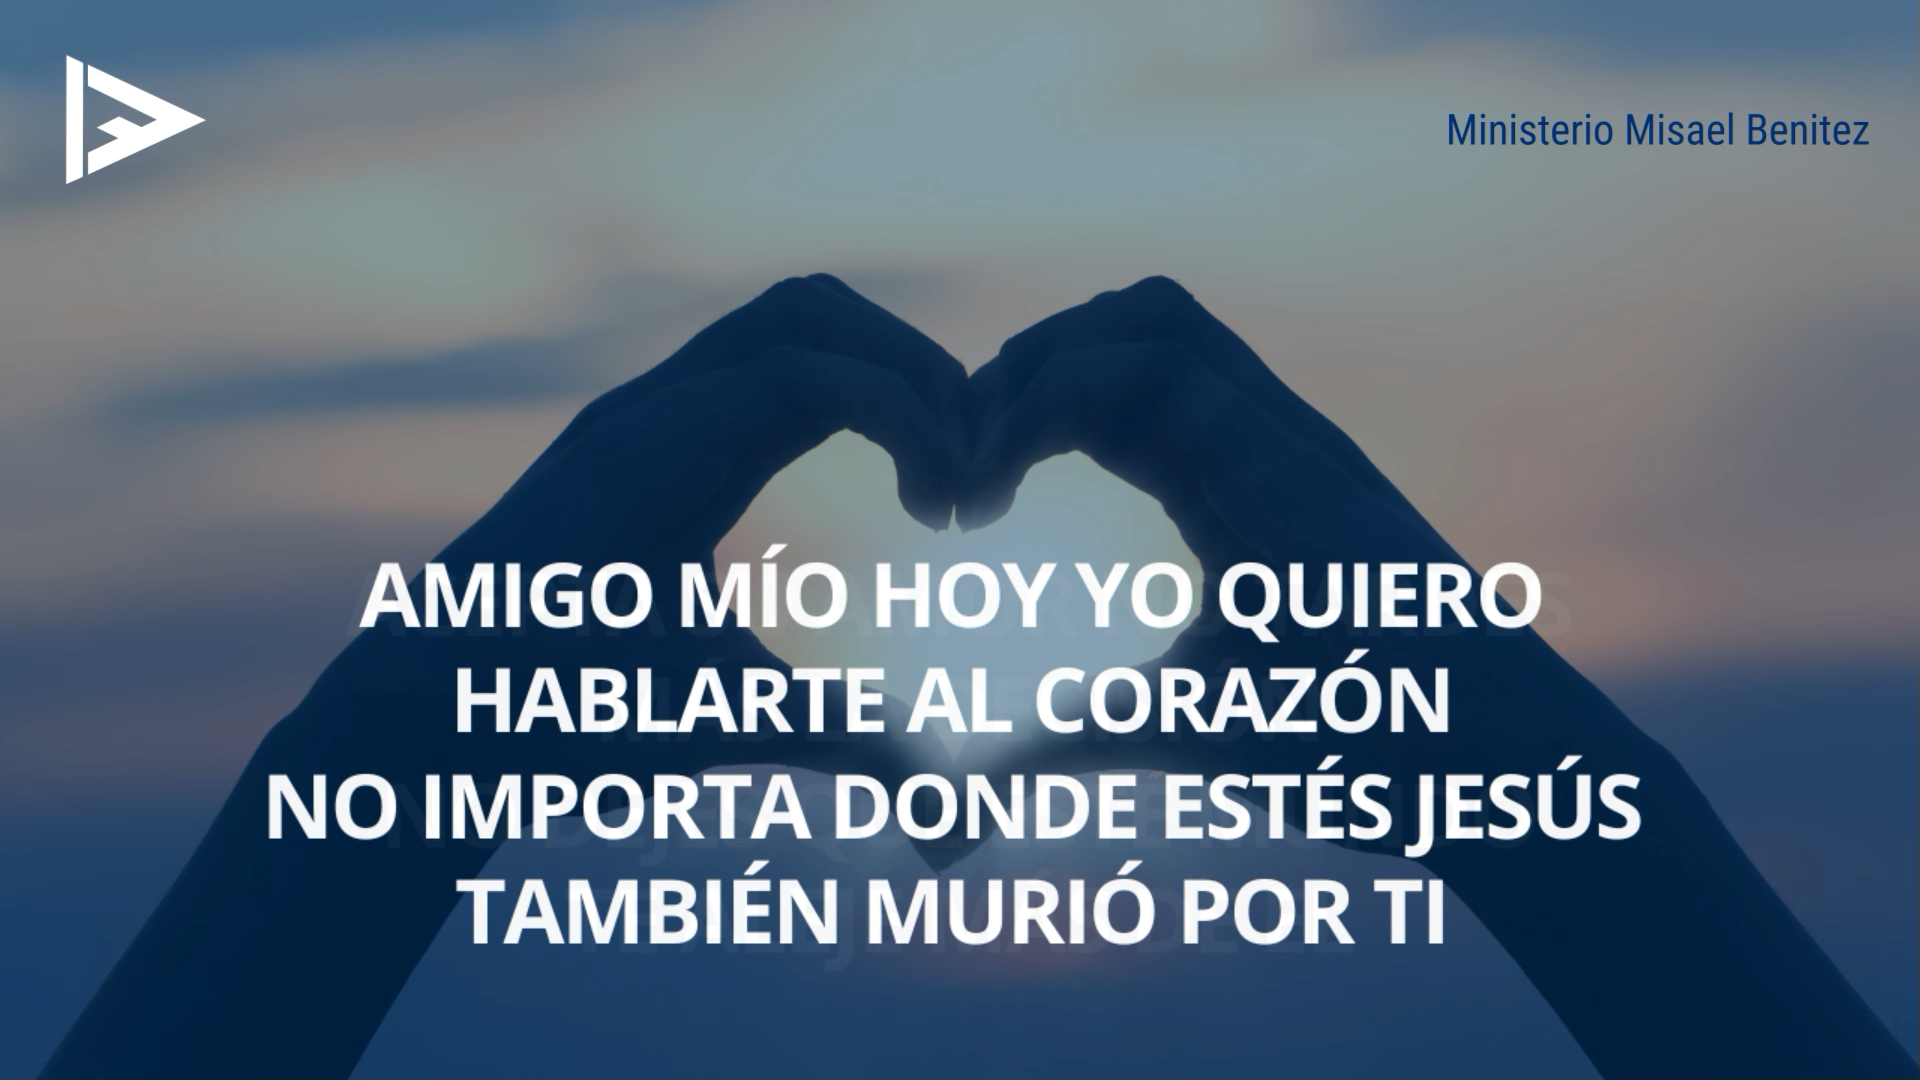 Ministerio Misael Benitez
AMIGO MÍO HOY YO QUIERO
HABLARTE AL CORAZÓN
NO IMPORTA DONDE ESTÉS JESÚS
TAMBIÉN MURIÓ POR TI